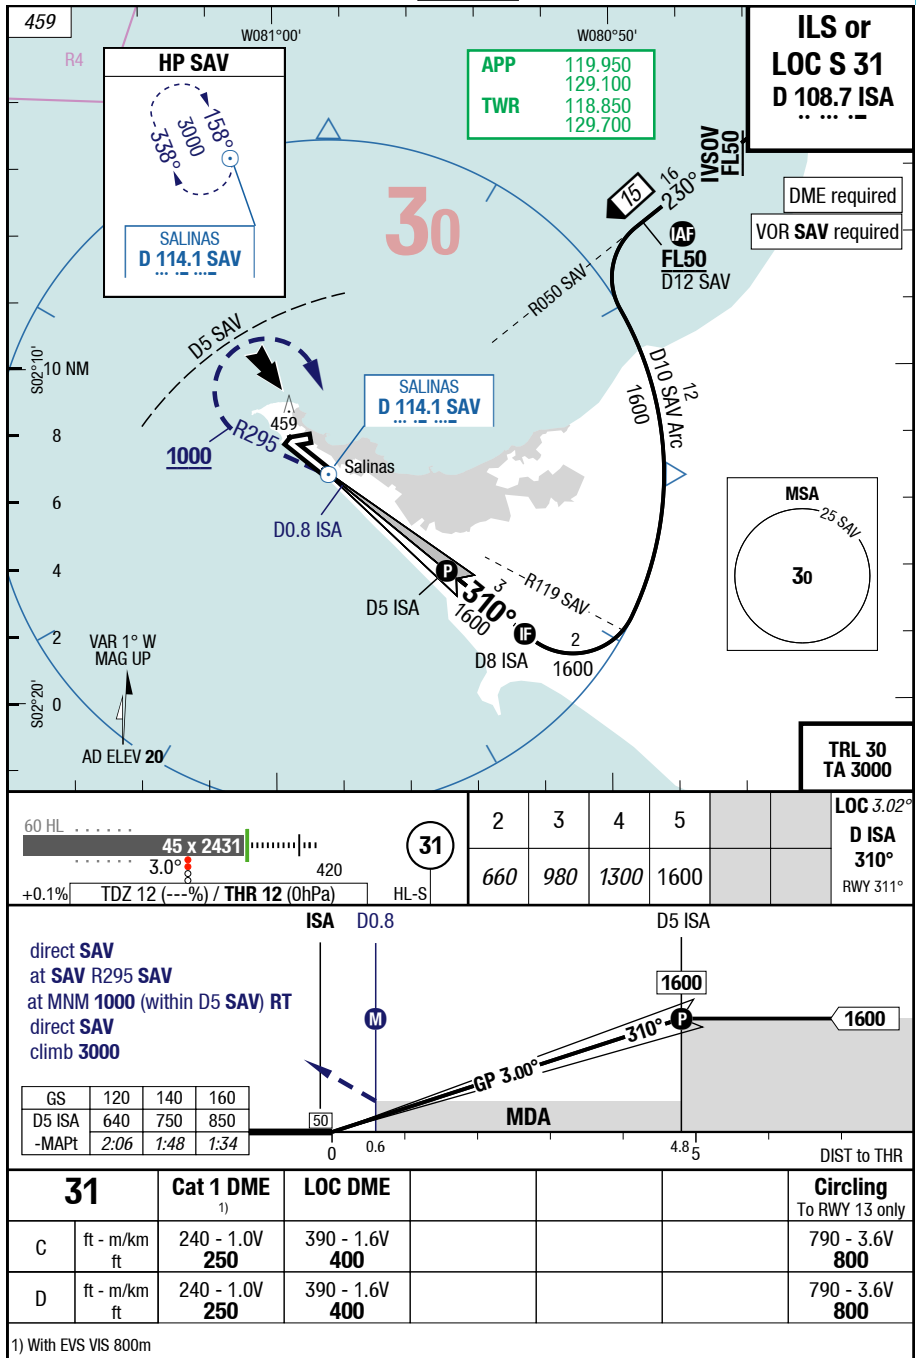 459
W081°00'
W080°50'
ILS or
LOC S 31
D 108.7 ISA
R4
HP SAV
158°
3000
338°
SALINAS
D 114.1 SAV
APP 119.950
129.100
TWR 118.850
129.700
30
IVSOV
FL50
16
230°
15
IAF
FL50
D12 SAV
DME required
VOR SAV required
R050 SAV
D5 SAV
S02°10'
10 NM
D10 SAV Arc
12
1600
SALINAS
D 114.1 SAV
459
R295
1000
Salinas
8
6
D0.8 ISA
MSA
25 SAV
30
4
P
D5 ISA
3
310°
1600
R119 SAV
IF
D8 ISA
2
1600
2
VAR 1° W
MAG UP
S02°20'
0
AD ELEV 20
TRL 30
TA 3000
60 HL
45 x 2431
3.0°
420
+0.1%
TDZ 12 (---%) / THR 12 (0hPa)
HL-S
31
2 3 4 5
660 980 1300 1600
LOC 3.02°
D ISA
310°
RWY 311°
ISA D0.8 D5 ISA
direct SAV
at SAV R295 SAV
at MNM 1000 (within D5 SAV) RT
direct SAV
climb 3000
1600
M
310°
P
1600
GP 3.00°
MDA
50
GS 120 140 160
D5 ISA 640 750 850
-MAPt 2:06 1:48 1:34
0 0.6 4.8 5 DIST to THR
31 Cat 1 DME LOC DME Circling
1) To RWY 13 only
C ft - m/km 240 - 1.0V 390 - 1.6V 790 - 3.6V
ft 250 400 800
D ft - m/km 240 - 1.0V 390 - 1.6V 790 - 3.6V
ft 250 400 800
1) With EVS VIS 800m